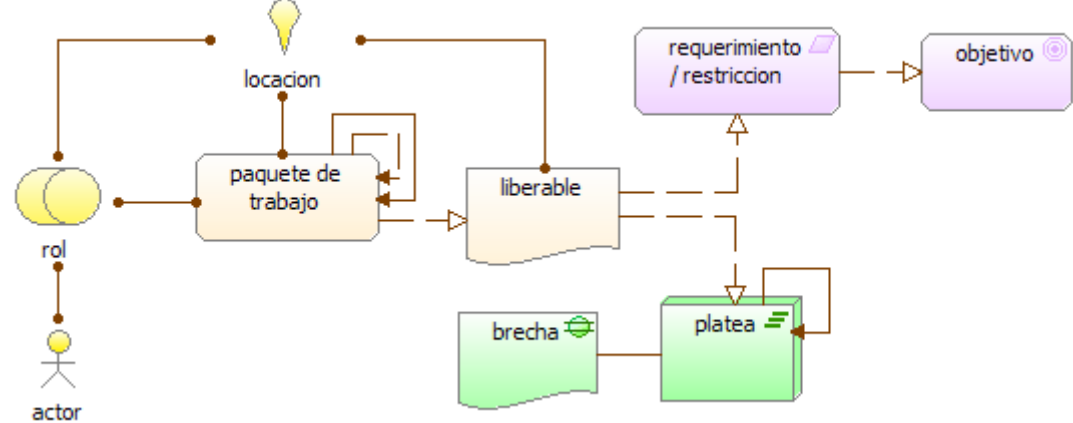 locacion
requerimiento
/ restriccion
objetivo
paquete de
trabajo
liberable
rol
brecha
platea
actor